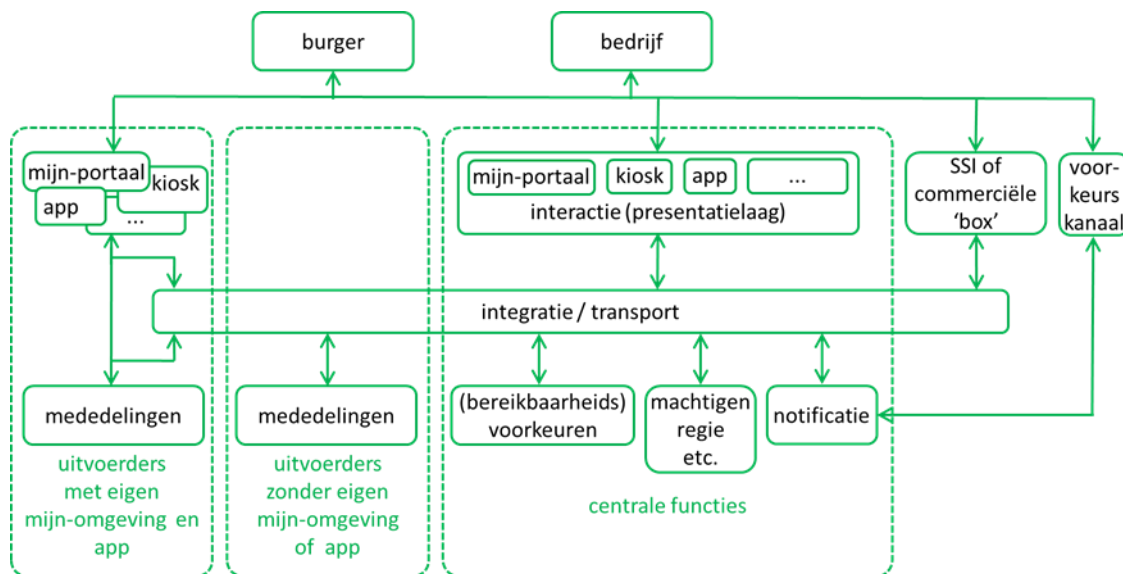 burger
bedrijf
mijn-portaal
kiosk
app
...
mijn-portaal
kiosk
app
...
interactie (presentatielaag)
SSI of
commerciële
‘box’
voor-
keurs
kanaal
integratie / transport
mededelingen
mededelingen
(bereikbaarheids)
voorkeuren
machtigen
regie
etc.
notificatie
uitvoerders
met eigen
mijn-omgeving en
app
uitvoerders
zonder eigen
mijn-omgeving
of app
centrale functies